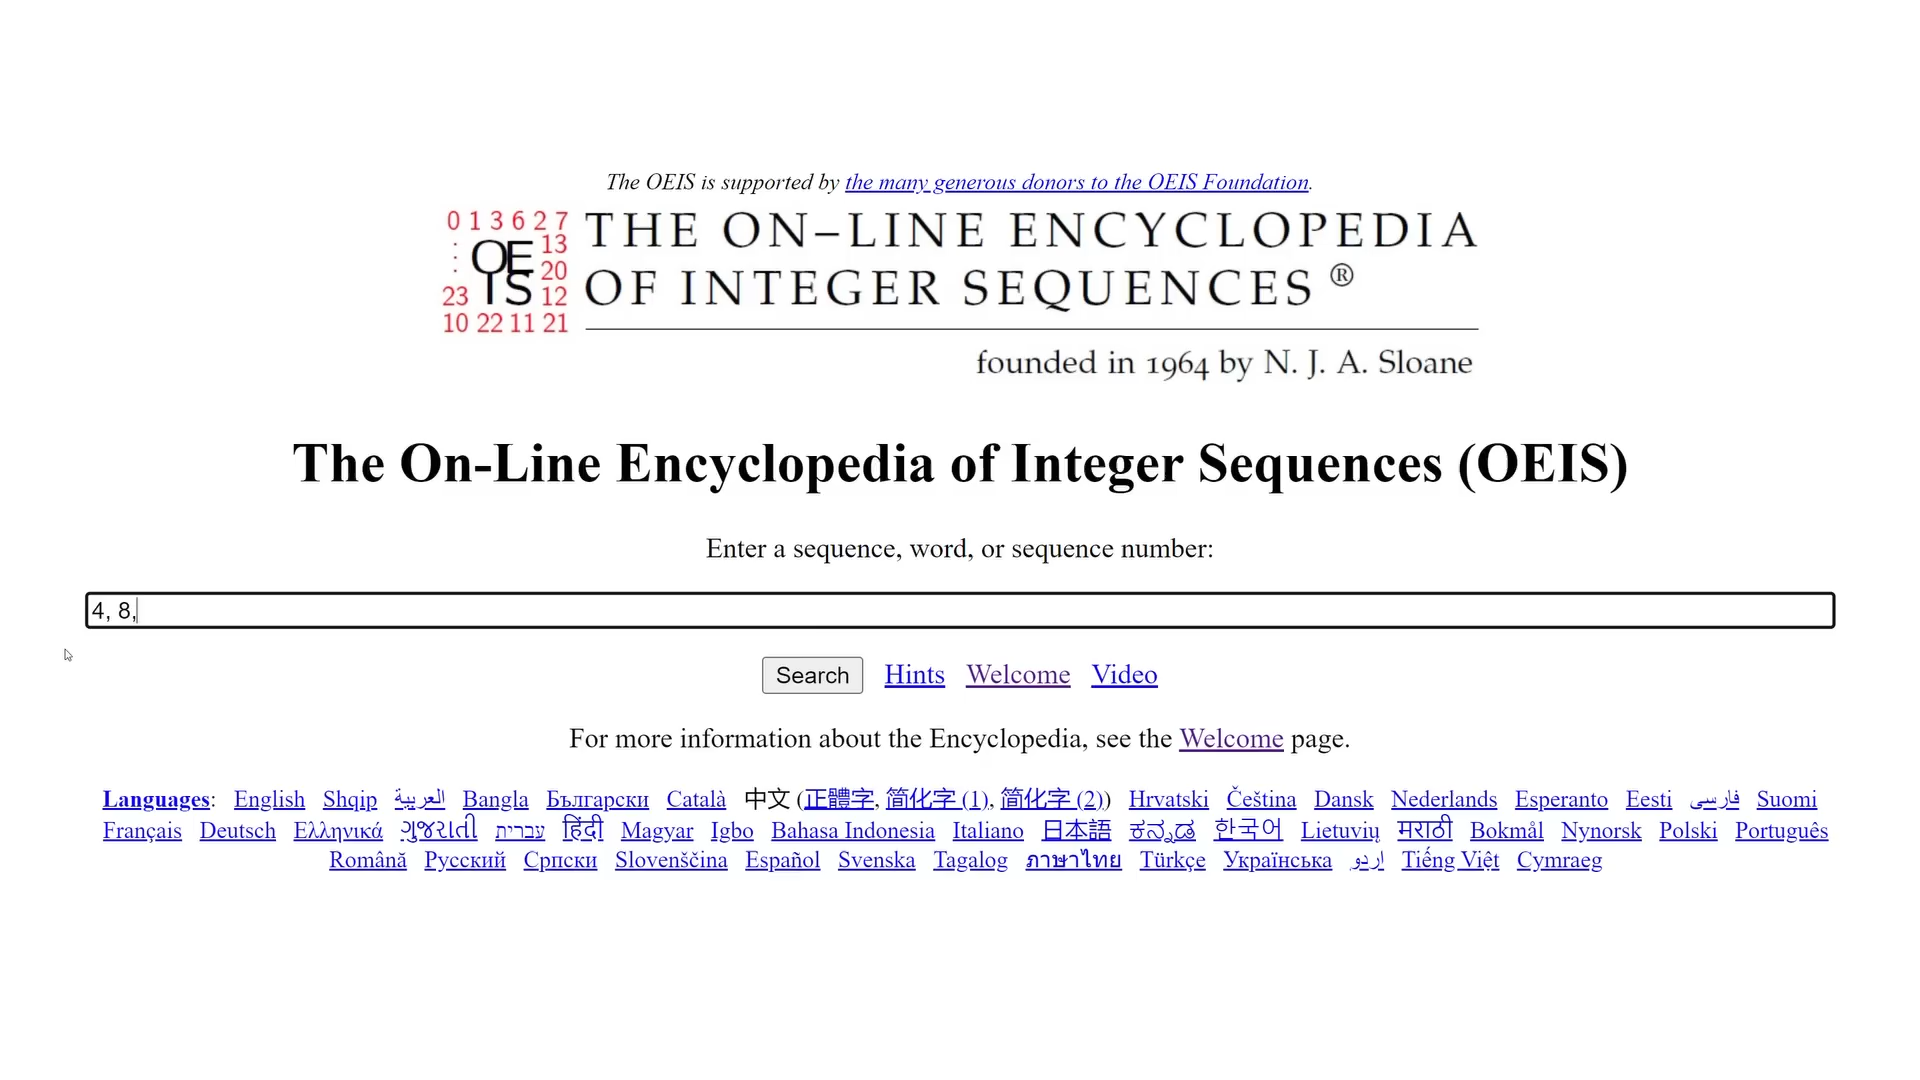 The OEIS is supported by the many generous donors to the OEIS Foundation.
0 1 3 6 2 7
: OE 13
: IS 20
23 12
10 22 11 21
THE ON–LINE ENCYCLOPEDIA
OF INTEGER SEQUENCES ®
founded in 1964 by N. J. A. Sloane
The On-Line Encyclopedia of Integer Sequences (OEIS)
Enter a sequence, word, or sequence number:
4, 8,
Search Hints Welcome Video
For more information about the Encyclopedia, see the Welcome page.
Languages: English Shqip العربية Bangla Български Català 中文 (正體字, 简化字 (1), 简化字 (2)) Hrvatski Čeština Dansk Nederlands Esperanto Eesti فارسی Suomi
Français Deutsch Ελληνικά ગુજરાતી עברית हिंदी Magyar Igbo Bahasa Indonesia Italiano 日本語 ಕನ್ನಡ 한국어 Lietuvių मराठी Bokmål Nynorsk Polski Português
Română Русский Српски Slovenščina Español Svenska Tagalog ภาษาไทย Türkçe Українська اردو Tiếng Việt Cymraeg